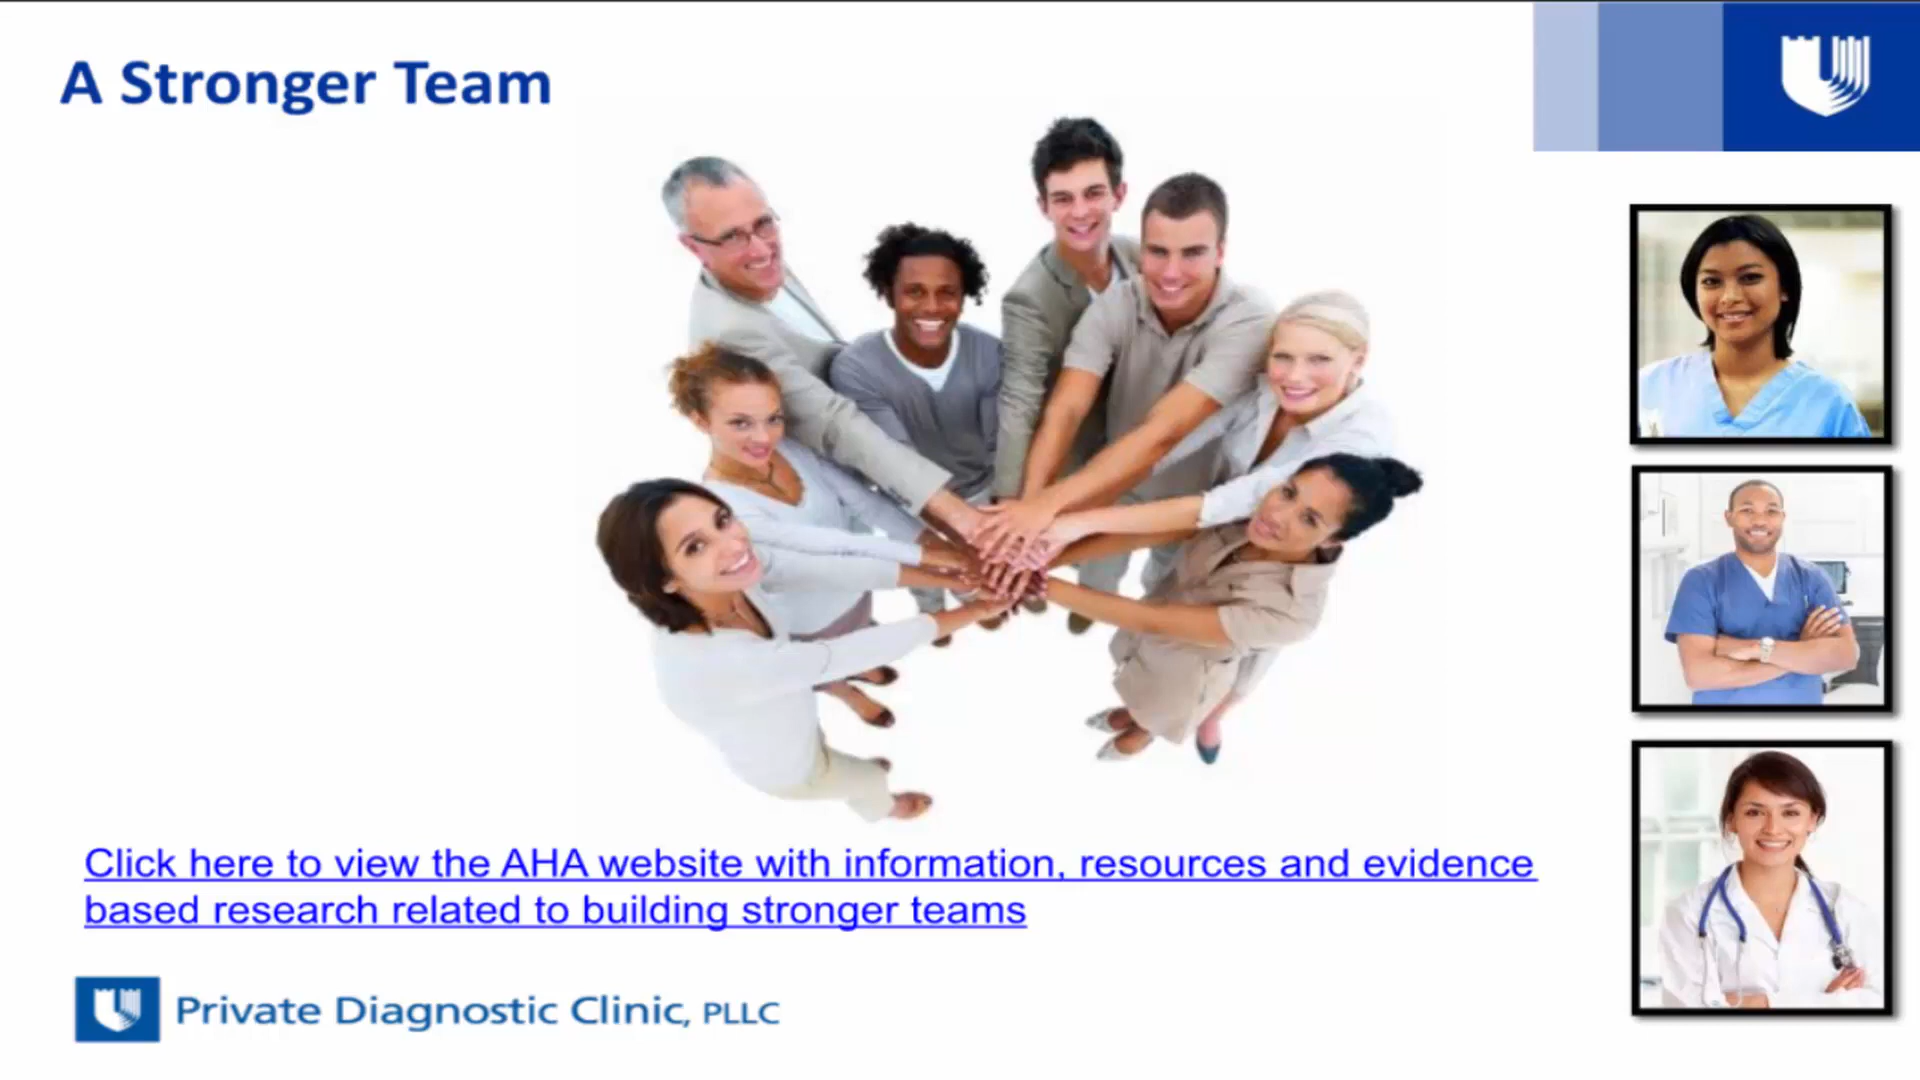 A Stronger Team
Click here to view the AHA website with information, resources and evidence
based research related to building stronger teams
Private Diagnostic Clinic, PLLC